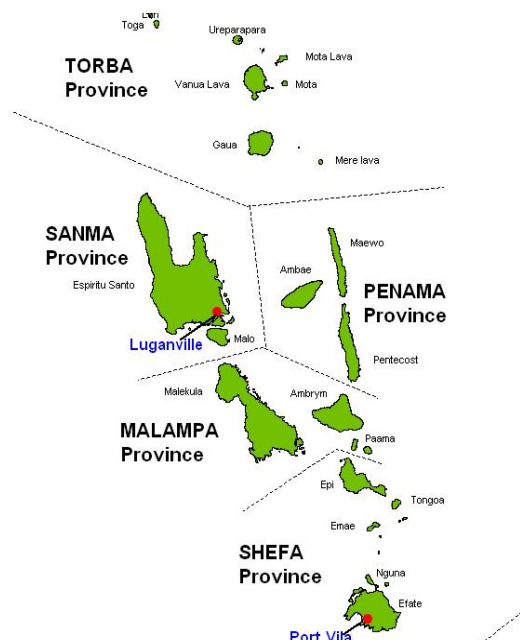 Toga
Ureparapara
Mota Lava
TORBA
Province
Vanua Lava
Mota
Gaua
Mere lava
SANMA
Province
Maewo
Ambae
Espiritu Santo
PENAMA
Province
Luganville
Malo
Pentecost
Malekula
Ambrym
MALAMPA
Province
Paama
Epi
Tongoa
Emae
SHEFA
Province
Nguna
Efate
Port Vila